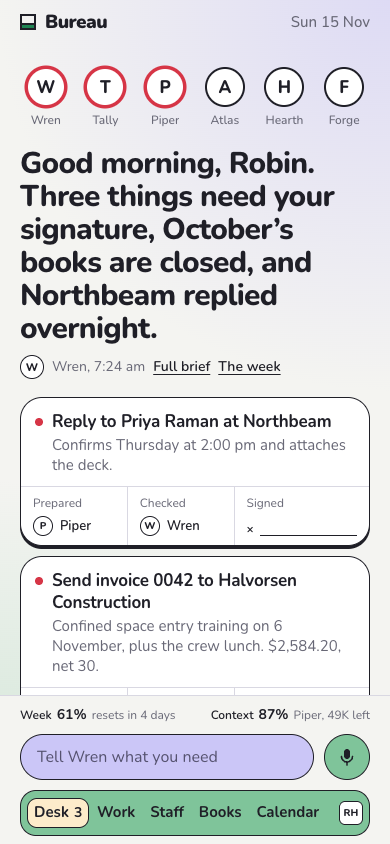 Bureau
Sun 15 Nov
W T P A H F
Wren Tally Piper Atlas Hearth Forge
Good morning, Robin.
Three things need your
signature, October’s
books are closed, and
Northbeam replied
overnight.
W Wren, 7:24 am Full brief The week
Reply to Priya Raman at Northbeam
Confirms Thursday at 2:00 pm and attaches
the deck.
Prepared Checked Signed
P Piper W Wren ×
Send invoice 0042 to Halvorsen
Construction
Confined space entry training on 6
November, plus the crew lunch. $2,584.20,
net 30.
Week 61% resets in 4 days Context 87% Piper, 49K left
Tell Wren what you need
Desk 3 Work Staff Books Calendar RH